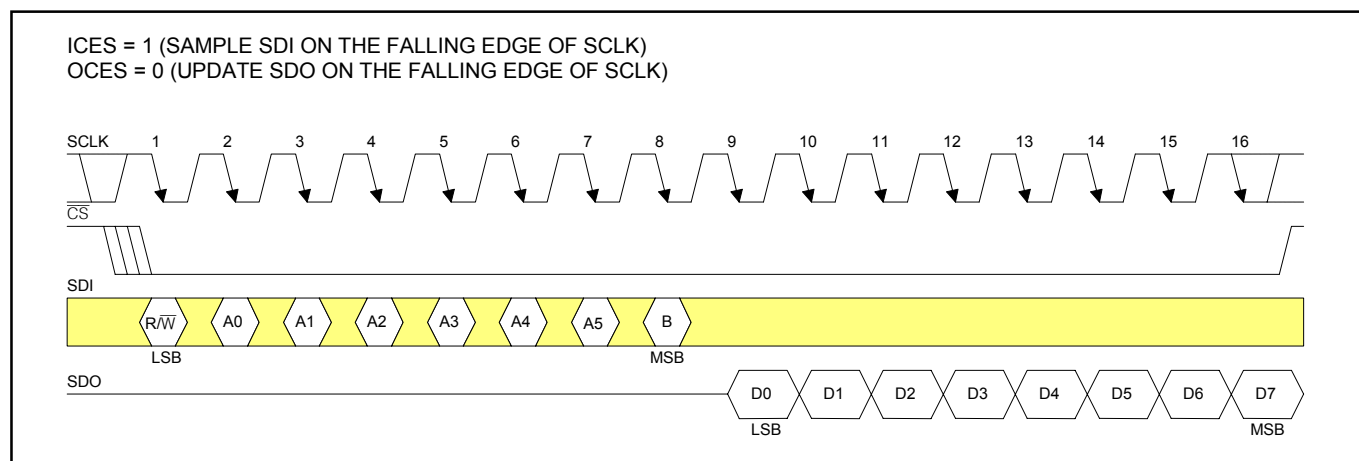 ICES = 1 (SAMPLE SDI ON THE FALLING EDGE OF SCLK)
OCES = 0 (UPDATE SDO ON THE FALLING EDGE OF SCLK)
SCLK 1 2 3 4 5 6 7 8 9 10 11 12 13 14 15 16
C̅S̅
SDI
R/W̅ A0 A1 A2 A3 A4 A5 B
LSB MSB
SDO
D0 D1 D2 D3 D4 D5 D6 D7
LSB MSB